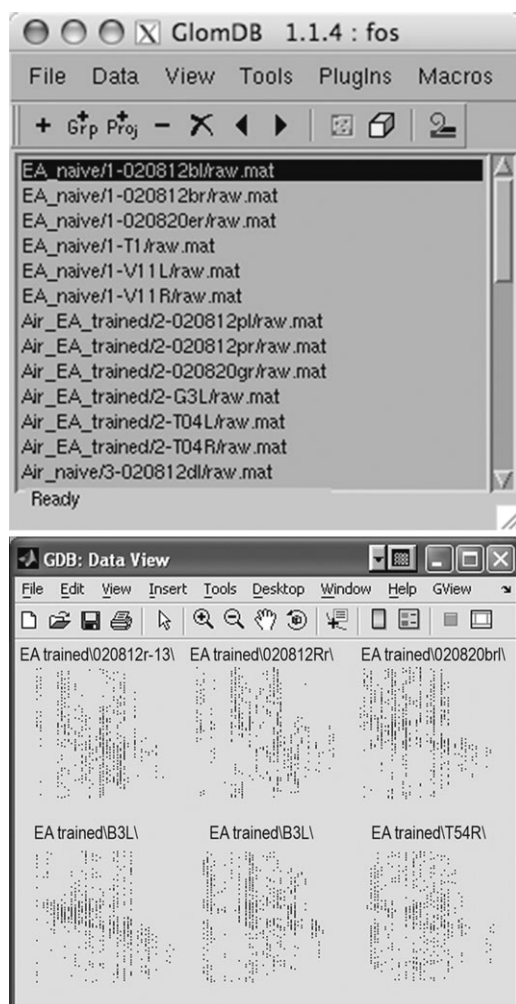 X GlomDB 1.1.4 : fos
File Data View Tools PlugIns Macros
+ +Grp +Proj −
EA_naive/1-020812bl/raw.mat
EA_naive/1-020812br/raw.mat
EA_naive/1-020820er/raw.mat
EA_naive/1-T1/raw.mat
EA_naive/1-V11L/raw.mat
EA_naive/1-V11R/raw.mat
Air_EA_trained/2-020812pl/raw.mat
Air_EA_trained/2-020812pr/raw.mat
Air_EA_trained/2-020820gr/raw.mat
Air_EA_trained/2-G3L/raw.mat
Air_EA_trained/2-T04L/raw.mat
Air_EA_trained/2-T04R/raw.mat
Air_naive/3-020812dl/raw.mat
Ready
GDB: Data View
File Edit View Insert Tools Desktop Window Help GView
EA trained\020812r-13\ EA trained\020812Rr\ EA trained\020820brl\
EA trained\B3L\ EA trained\B3L\ EA trained\T54R\